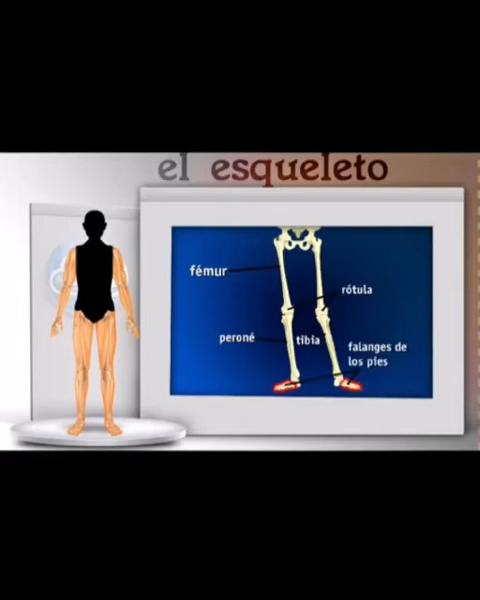 el esqueleto
fémur
rótula
peroné
tibia
falanges de
los pies